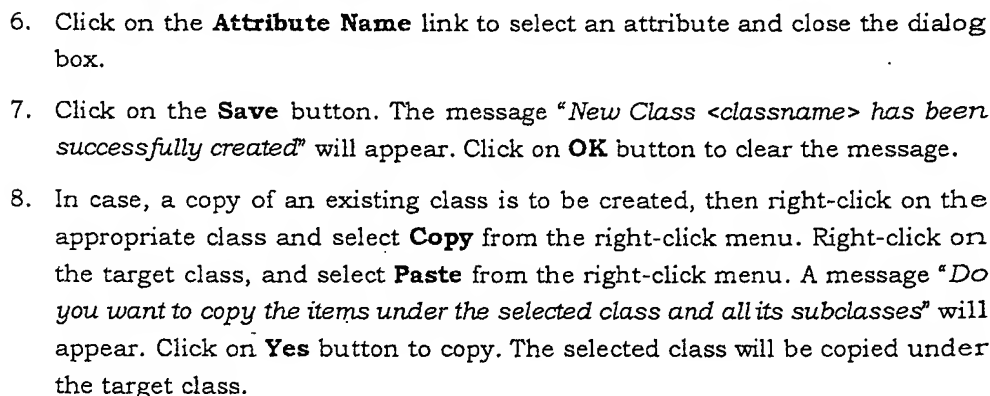 6. Click on the Attribute Name link to select an attribute and close the dialog
box.
7. Click on the Save button. The message "New Class <classname> has been
successfully created" will appear. Click on OK button to clear the message.
8. In case, a copy of an existing class is to be created, then right-click on the
appropriate class and select Copy from the right-click menu. Right-click on
the target class, and select Paste from the right-click menu. A message "Do
you want to copy the items under the selected class and all its subclasses" will
appear. Click on Yes button to copy. The selected class will be copied under
the target class.